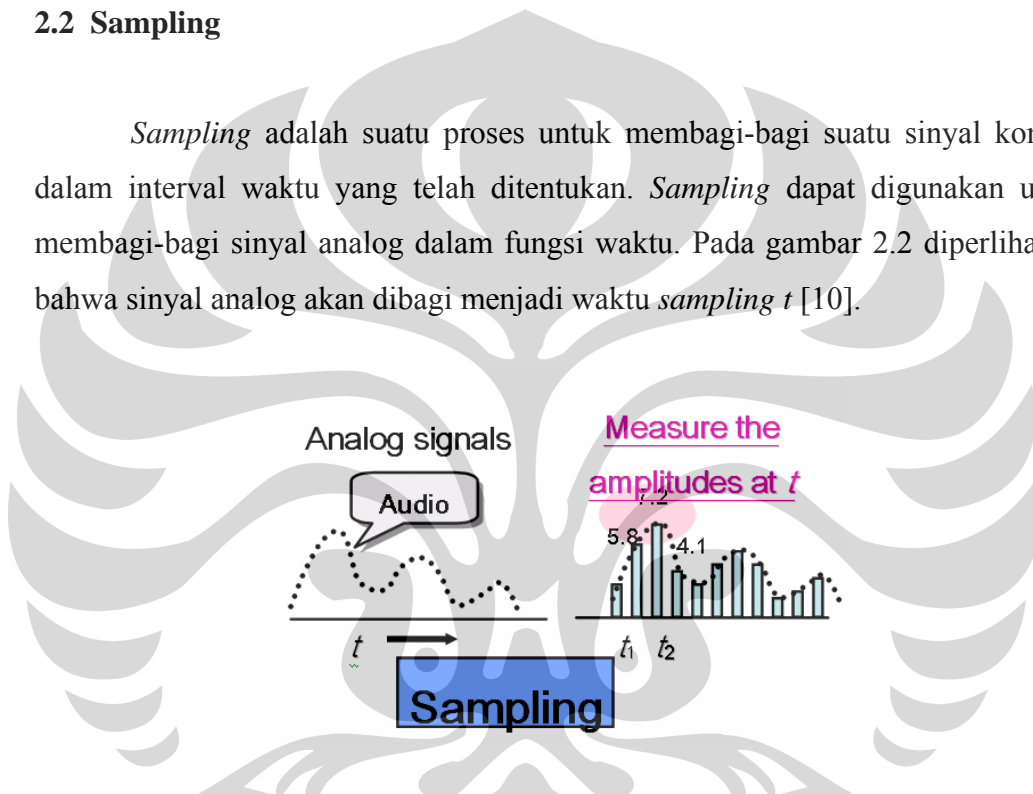 2.2 Sampling
Sampling adalah suatu proses untuk membagi-bagi suatu sinyal kon
dalam interval waktu yang telah ditentukan. Sampling dapat digunakan u
membagi-bagi sinyal analog dalam fungsi waktu. Pada gambar 2.2 diperliha
bahwa sinyal analog akan dibagi menjadi waktu sampling t [10].
Analog signals
Audio
t
Measure the
amplitudes at t
7.2
5.8
4.1
t1 t2
Sampling